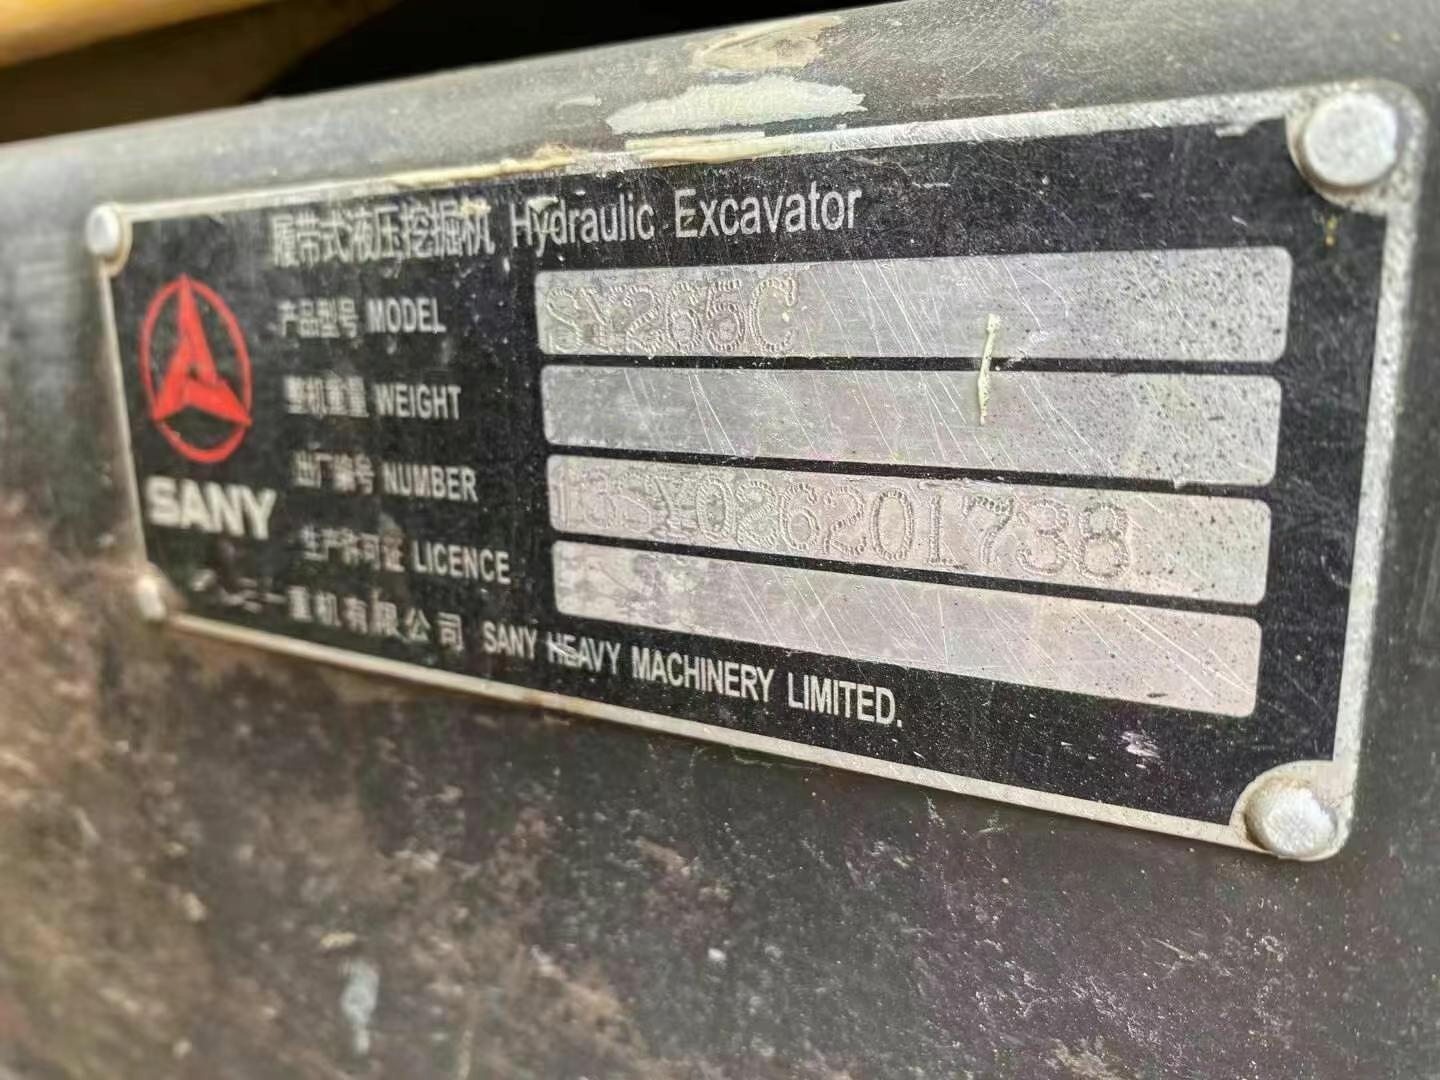 履带式液压挖掘机 Hydraulic Excavator
产品型号 MODEL SY265C
整机重量 WEIGHT
出厂编号 NUMBER 13SY026201738
生产许可证 LICENCE
SANY
一重机有限公司 SANY HEAVY MACHINERY LIMITED.